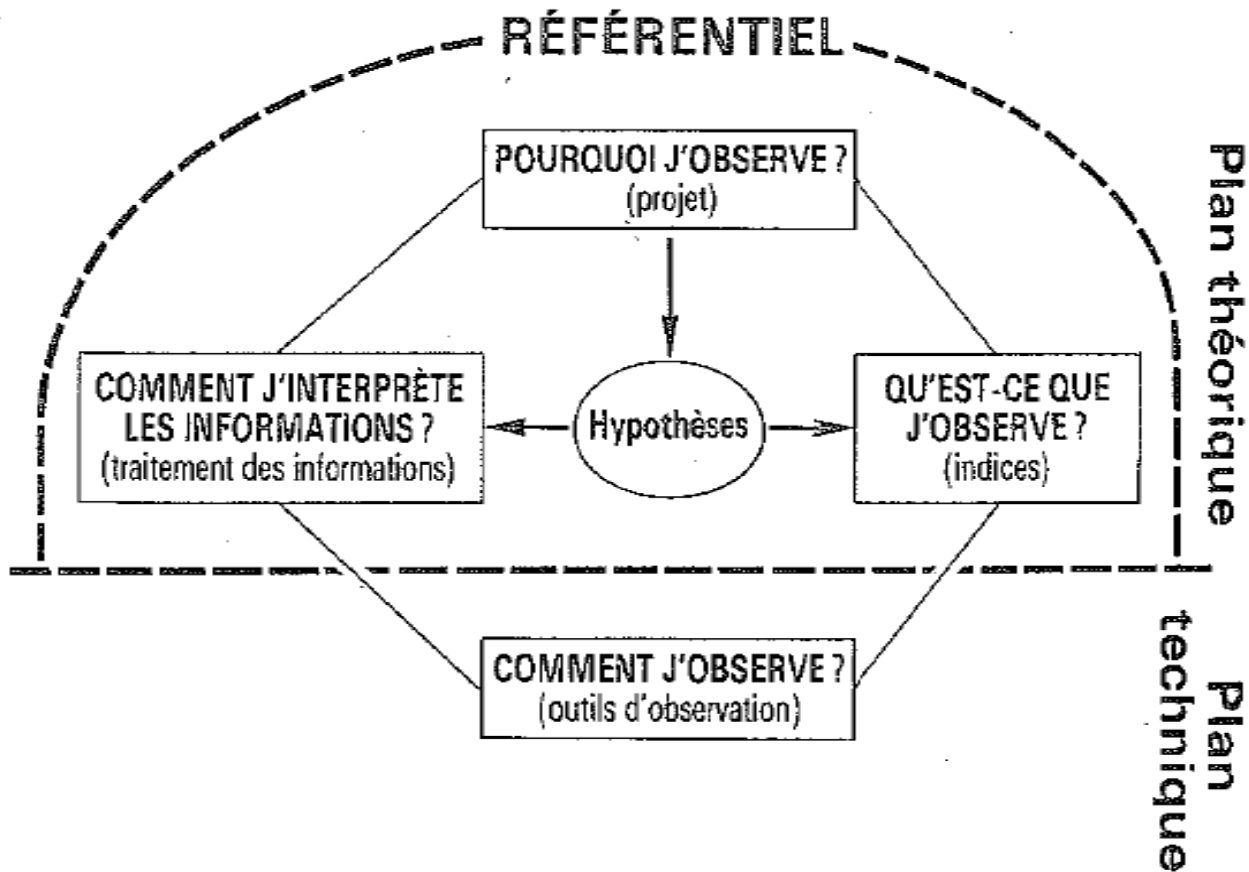 RÉFÉRENTIEL
POURQUOI J'OBSERVE ?
(projet)
COMMENT J'INTERPRÈTE
LES INFORMATIONS ?
(traitement des informations)
Hypothèses
QU'EST-CE QUE
J'OBSERVE ?
(indices)
Plan théorique
COMMENT J'OBSERVE ?
(outils d'observation)
Plan
technique